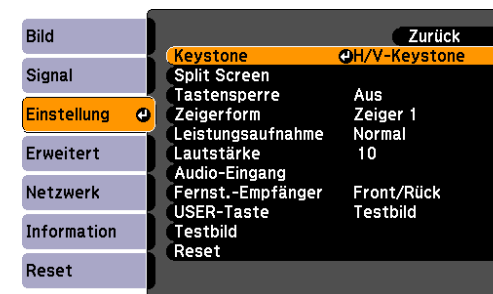 Bild
Signal
Einstellung
Erweitert
Netzwerk
Information
Reset
Zurück
Keystone H/V-Keystone
Split Screen
Tastensperre Aus
Zeigerform Zeiger 1
Leistungsaufnahme Normal
Lautstärke 10
Audio-Eingang
Fernst.-Empfänger Front/Rück
USER-Taste Testbild
Testbild
Reset